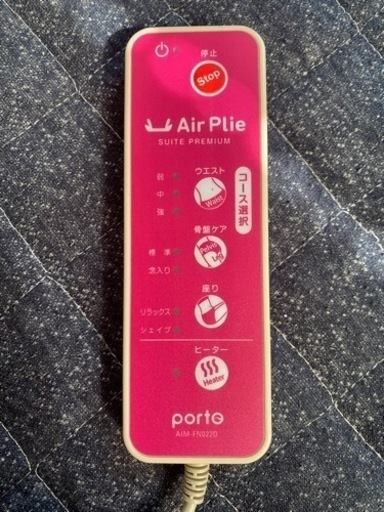 停止
Stop
Air Plie
SUITE PREMIUM
コース選択
ウエスト
弱
中
強
Waist
骨盤ケア
標準
念入り
Pelvis
Leg
座り
リラックス
シェイプ
ヒーター
Heater
porto
AIM-FN022D